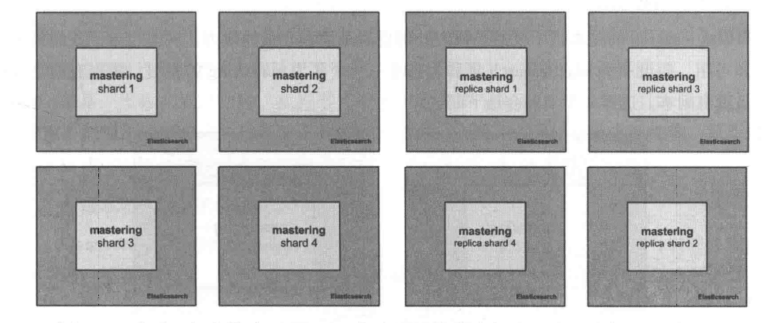 mastering
shard 1
Elasticsearch
mastering
shard 2
Elasticsearch
mastering
replica shard 1
Elasticsearch
mastering
replica shard 3
Elasticsearch
mastering
shard 3
Elasticsearch
mastering
shard 4
Elasticsearch
mastering
replica shard 4
Elasticsearch
mastering
replica shard 2
Elasticsearch